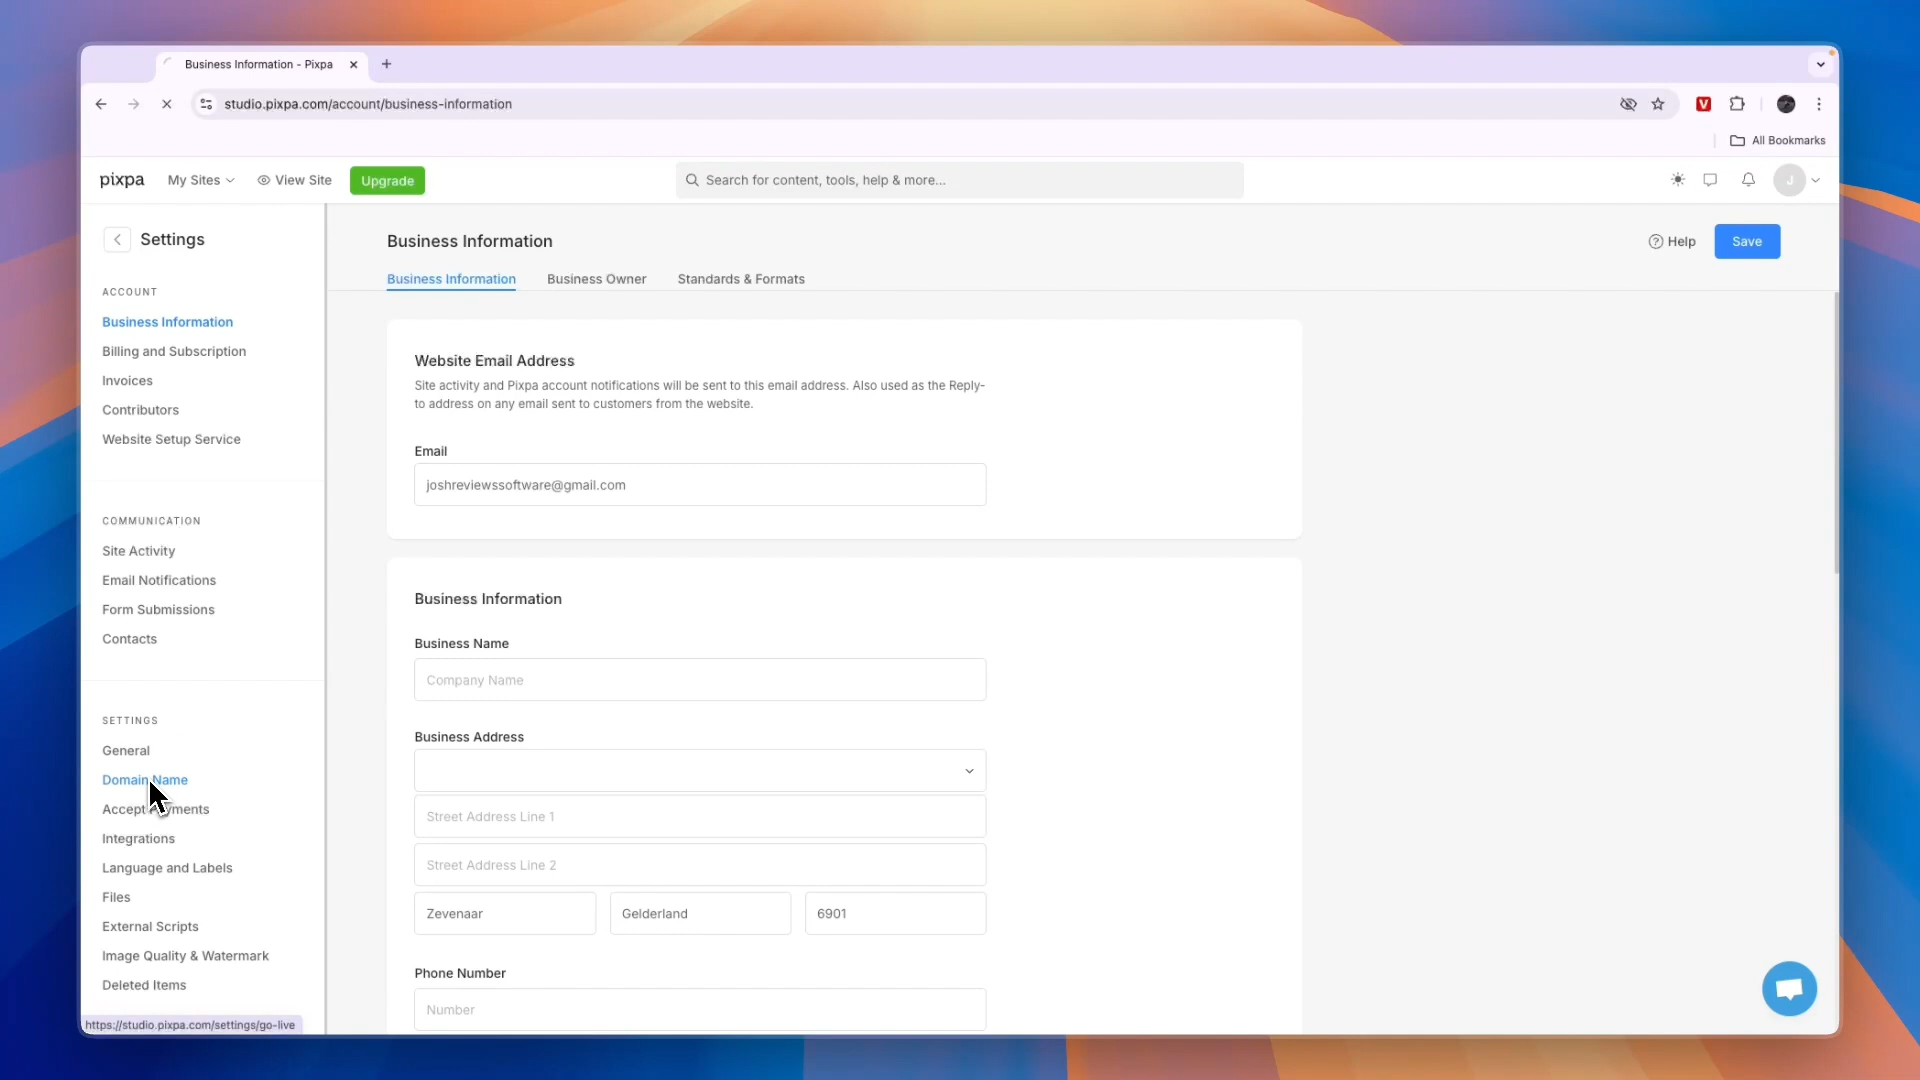 Business Information - Pixpa
studio.pixpa.com/account/business-information
V
All Bookmarks
pixpa
My Sites
View Site
Upgrade
Search for content, tools, help & more...
J
Settings
ACCOUNT
Business Information
Billing and Subscription
Invoices
Contributors
Website Setup Service
COMMUNICATION
Site Activity
Email Notifications
Form Submissions
Contacts
SETTINGS
General
Domain Name
Accept Payments
Integrations
Language and Labels
Files
External Scripts
Image Quality & Watermark
Deleted Items
https://studio.pixpa.com/settings/go-live
Business Information
Help
Save
Business Information
Business Owner
Standards & Formats
Website Email Address
Site activity and Pixpa account notifications will be sent to this email address. Also used as the Reply-
to address on any email sent to customers from the website.
Email
joshreviewssoftware@gmail.com
Business Information
Business Name
Company Name
Business Address
Street Address Line 1
Street Address Line 2
Zevenaar
Gelderland
6901
Phone Number
Number